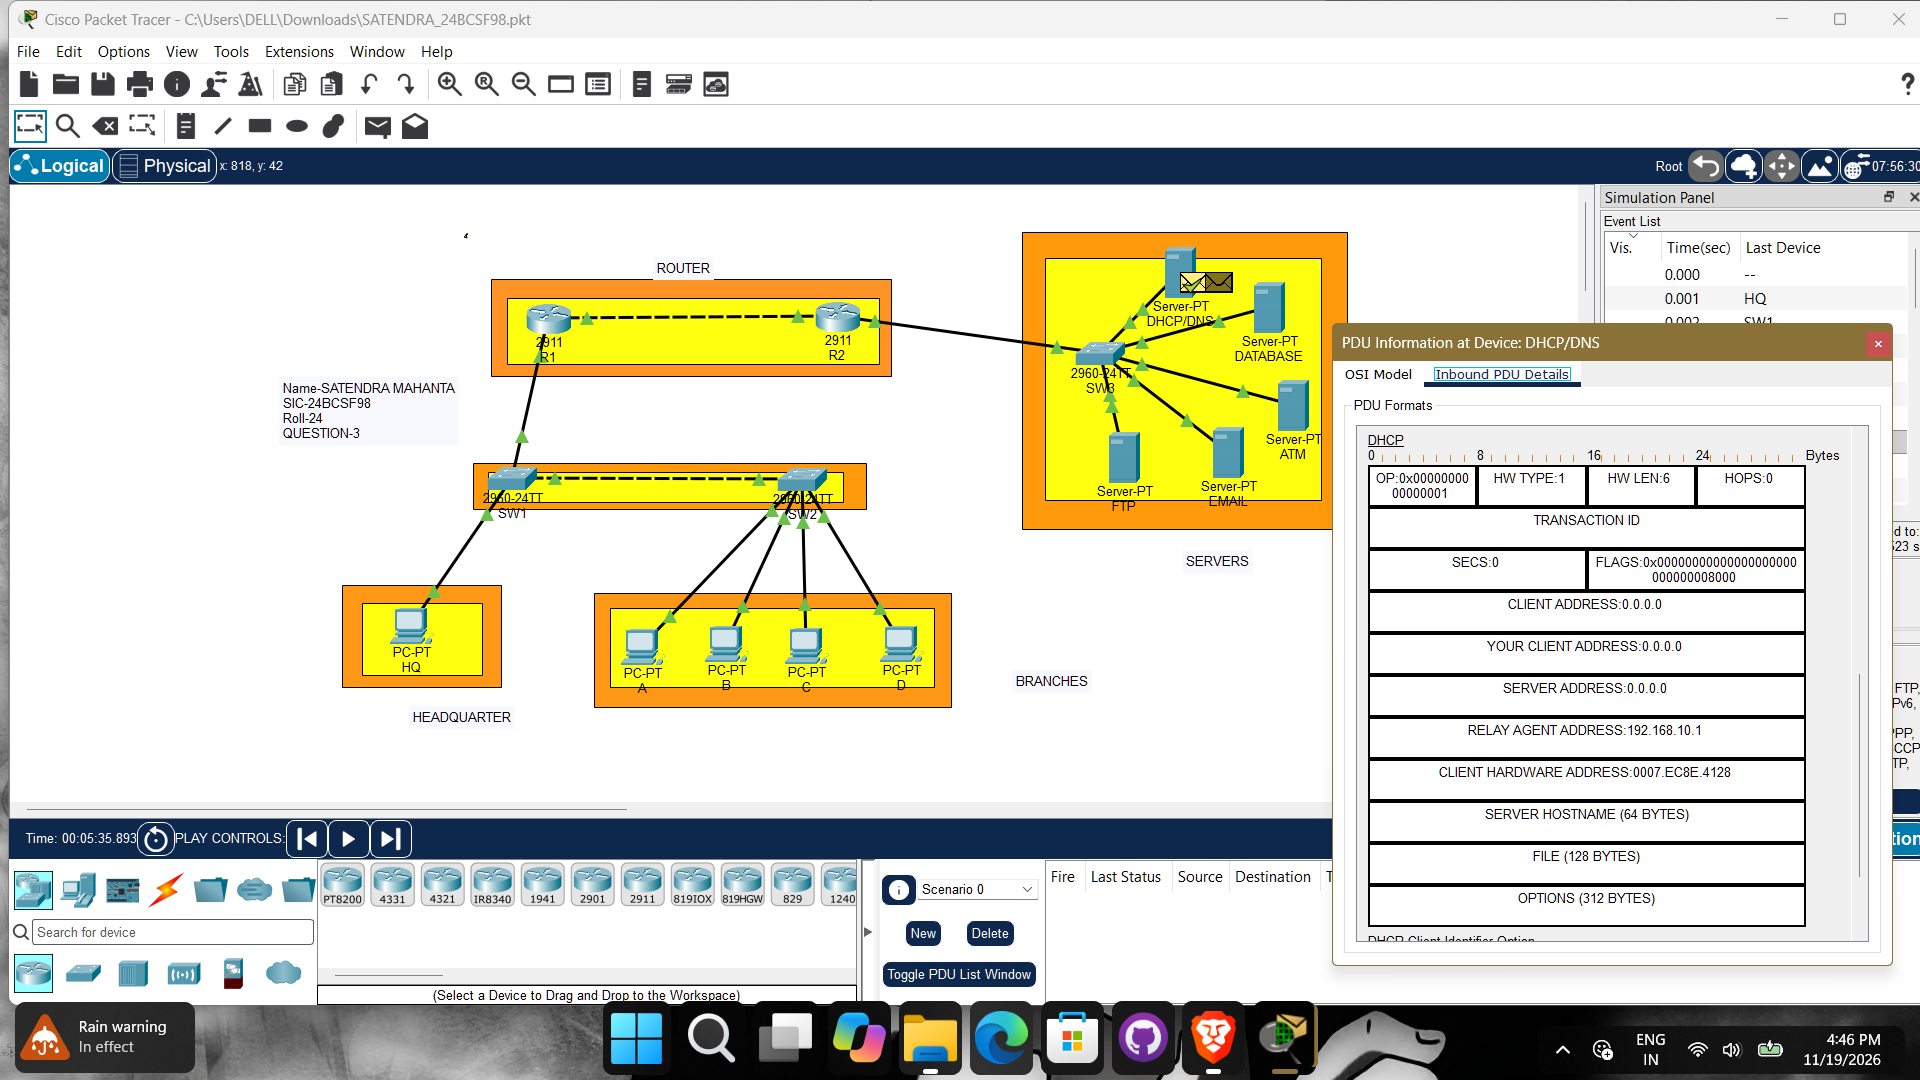 Cisco Packet Tracer - C:\Users\DELL\Downloads\SATENDRA_24BCSF98.pkt
File Edit Options View Tools Extensions Window Help
?
Logical
Physical
x: 818, y: 42
Root
07:56:30
ROUTER
2911
R1
2911
R2
Name-SATENDRA MAHANTA
SIC-24BCSF98
Roll-24
QUESTION-3
2960-24TT
SW1
2960-24TT
SW2
PC-PT
HQ
HEADQUARTER
PC-PT
A
PC-PT
B
PC-PT
C
PC-PT
D
BRANCHES
Server-PT
DHCP/DNS
Server-PT
DATABASE
2960-24TT
SW3
Server-PT
ATM
Server-PT
FTP
Server-PT
EMAIL
SERVERS
Simulation Panel
Event List
Vis. Time(sec) Last Device
0.000 --
0.001 HQ
0.002 SW1
PDU Information at Device: DHCP/DNS
OSI Model Inbound PDU Details
PDU Formats
DHCP
0 8 16 24 Bytes
OP:0x00000000
00000001
HW TYPE:1
HW LEN:6
HOPS:0
TRANSACTION ID
SECS:0
FLAGS:0x00000000000000000000
000000008000
CLIENT ADDRESS:0.0.0.0
YOUR CLIENT ADDRESS:0.0.0.0
SERVER ADDRESS:0.0.0.0
RELAY AGENT ADDRESS:192.168.10.1
CLIENT HARDWARE ADDRESS:0007.EC8E.4128
SERVER HOSTNAME (64 BYTES)
FILE (128 BYTES)
OPTIONS (312 BYTES)
DHCP Client Identifier Option
d to:
FTP,
Time: 00:05:35.893
PLAY CONTROLS:
PT8200 4331 4321 IR8340 1941 2901 2911 819IOX 819HGW 829 1240
Search for device
(Select a Device to Drag and Drop to the Workspace)
Scenario 0
New
Delete
Toggle PDU List Window
Fire Last Status Source Destination T
Rain warning
In effect
ENG
IN
4:46 PM
11/19/2026